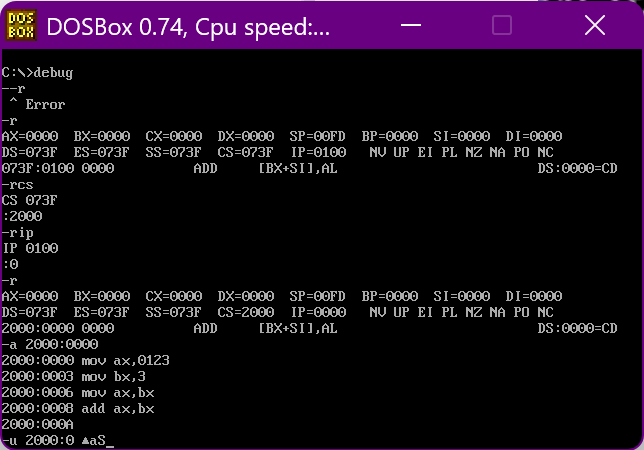 DOS
BOX
DOSBox 0.74, Cpu speed:...
C:\>debug
--r
^ Error
-r
AX=0000 BX=0000 CX=0000 DX=0000 SP=00FD BP=0000 SI=0000 DI=0000
DS=073F ES=073F SS=073F CS=073F IP=0100 NV UP EI PL NZ NA PO NC
073F:0100 0000 ADD [BX+SI],AL DS:0000=CD
-rcs
CS 073F
:2000
-rip
IP 0100
:0
-r
AX=0000 BX=0000 CX=0000 DX=0000 SP=00FD BP=0000 SI=0000 DI=0000
DS=073F ES=073F SS=073F CS=2000 IP=0000 NV UP EI PL NZ NA PO NC
2000:0000 0000 ADD [BX+SI],AL DS:0000=CD
-a 2000:0000
2000:0000 mov ax,0123
2000:0003 mov bx,3
2000:0006 mov ax,bx
2000:0008 add ax,bx
2000:000A
-u 2000:0 ▲aS_